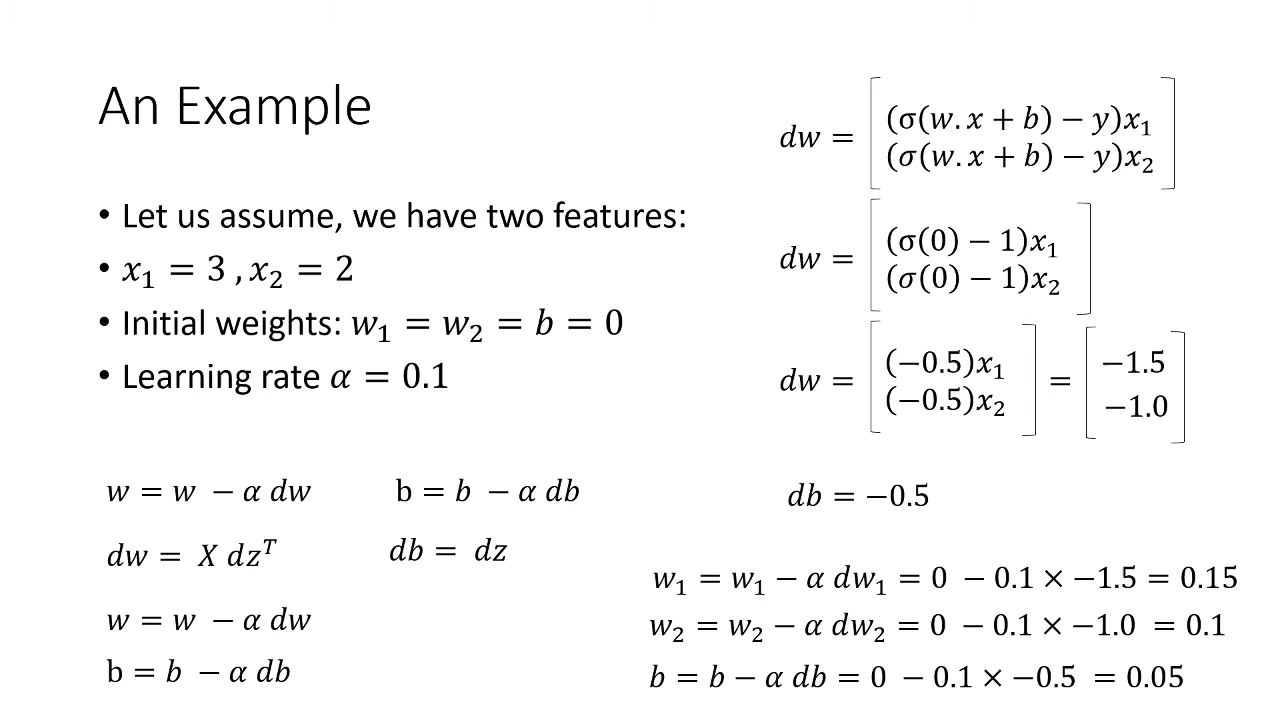 An Example
• Let us assume, we have two features:
• x₁ = 3 , x₂ = 2
• Initial weights: w₁ = w₂ = b = 0
• Learning rate α = 0.1
w = w − α dw
b = b − α db
dw = X dzᵀ
db = dz
w = w − α dw
b = b − α db
dw = [(σ(w. x + b) − y)x₁
(σ(w. x + b) − y)x₂]
dw = [(σ(0) − 1)x₁
(σ(0) − 1)x₂]
dw = [(−0.5)x₁
(−0.5)x₂] = [−1.5
−1.0]
db = −0.5
w₁ = w₁ − α dw₁ = 0 − 0.1 × −1.5 = 0.15
w₂ = w₂ − α dw₂ = 0 − 0.1 × −1.0 = 0.1
b = b − α db = 0 − 0.1 × −0.5 = 0.05